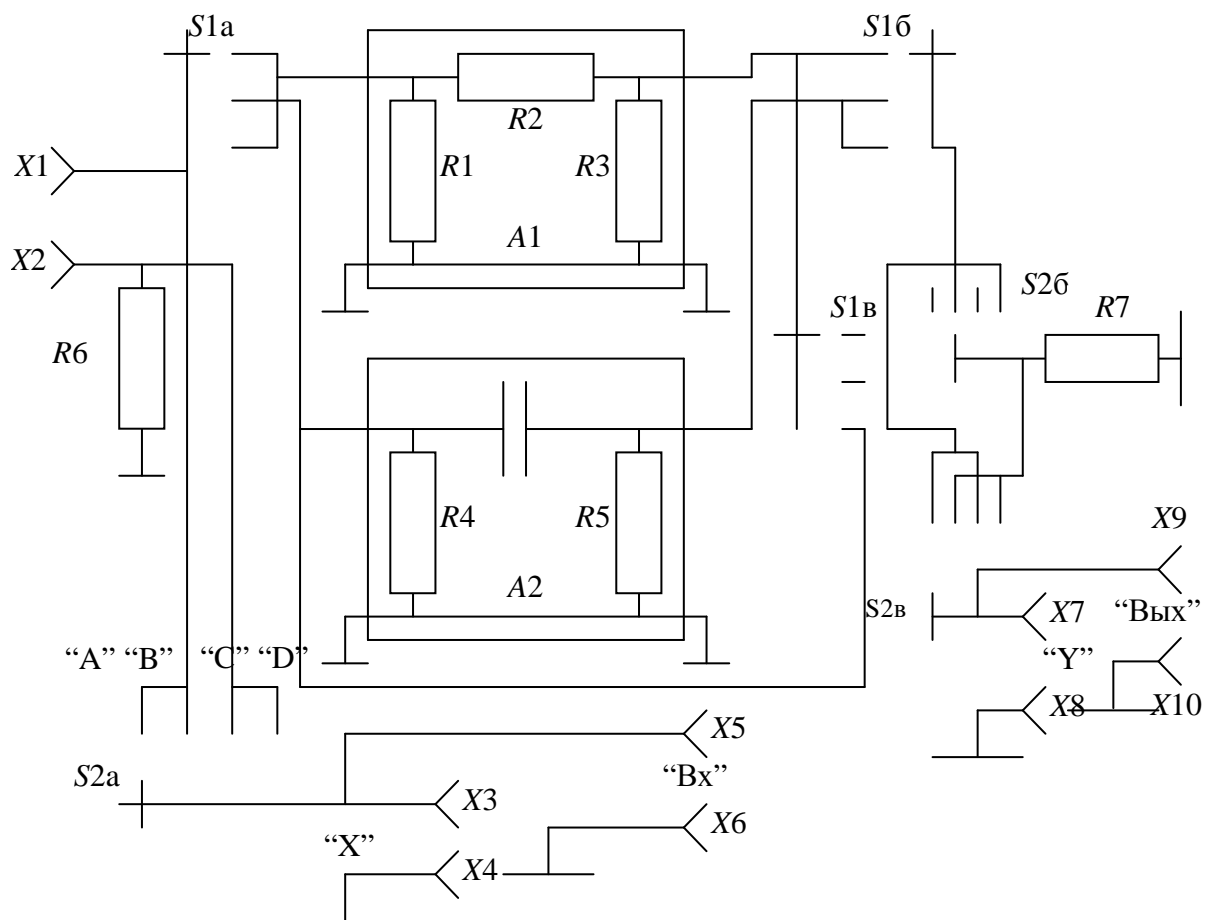 S1а
S1б
R2
X1
R1
R3
X2
A1
S2б
S1в
R7
R6
R4
R5
X9
A2
S2в
X7
“Вых”
“A” “B” “C” “D”
“Y”
X8
X10
X5
S2а
“Вх”
X3
X6
“X”
X4